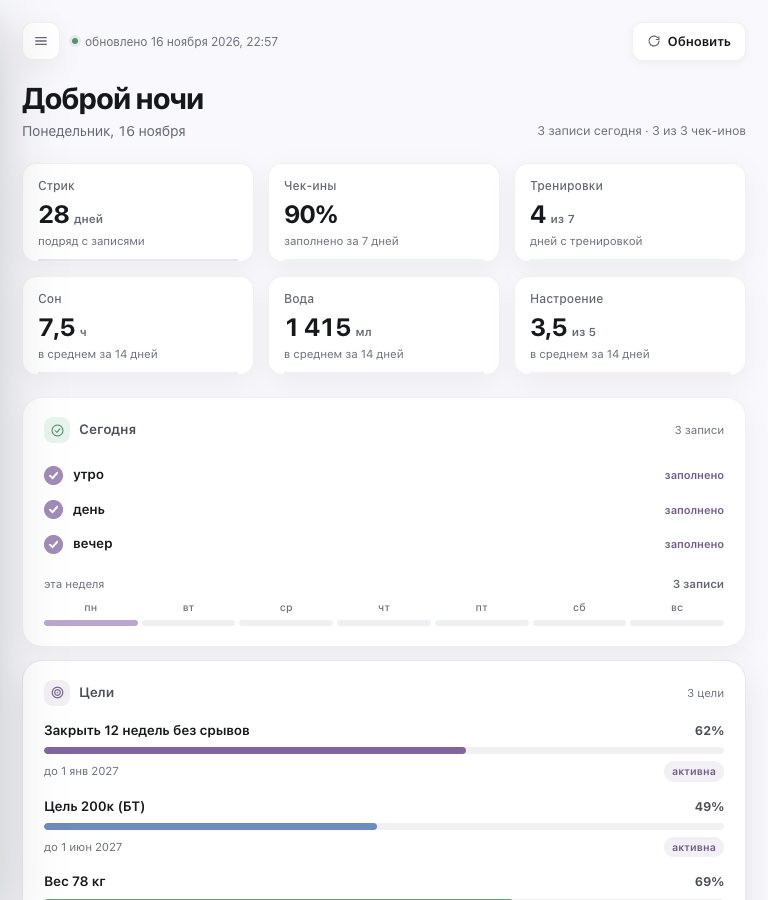 обновлено 16 ноября 2026, 22:57
Обновить
Доброй ночи
Понедельник, 16 ноября
3 записи сегодня · 3 из 3 чек-инов
Стрик
28 дней
подряд с записями
Чек-ины
90%
заполнено за 7 дней
Тренировки
4 из 7
дней с тренировкой
Сон
7,5 ч
в среднем за 14 дней
Вода
1 415 мл
в среднем за 14 дней
Настроение
3,5 из 5
в среднем за 14 дней
Сегодня
3 записи
утро
заполнено
день
заполнено
вечер
заполнено
эта неделя
3 записи
пн вт ср чт пт сб вс
Цели
3 цели
Закрыть 12 недель без срывов
62%
до 1 янв 2027
активна
Цель 200к (БТ)
49%
до 1 июн 2027
активна
Вес 78 кг
69%